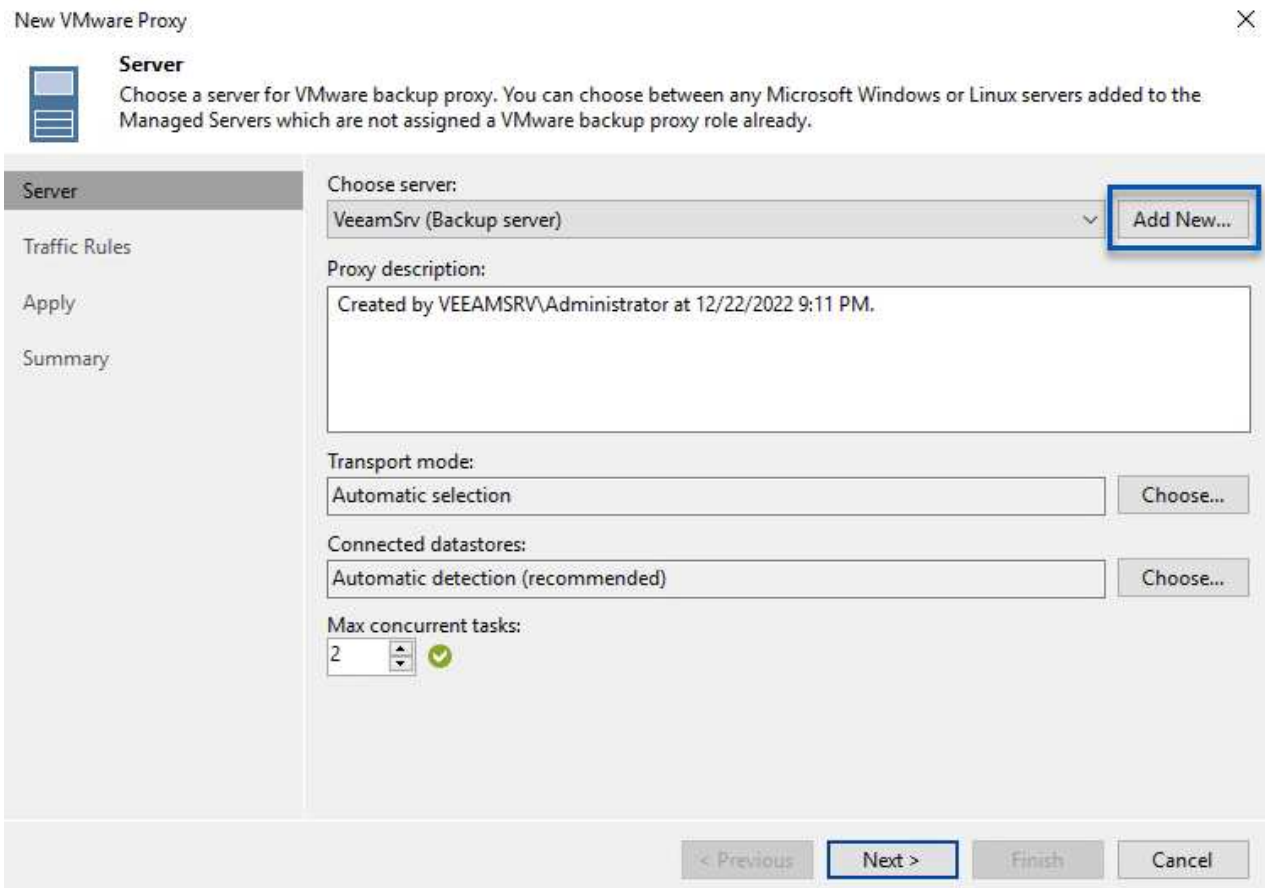 New VMware Proxy
Server
Choose a server for VMware backup proxy. You can choose between any Microsoft Windows or Linux servers added to the
Managed Servers which are not assigned a VMware backup proxy role already.
Server
Traffic Rules
Apply
Summary
Choose server:
VeeamSrv (Backup server)
Add New...
Proxy description:
Created by VEEAMSRV\Administrator at 12/22/2022 9:11 PM.
Transport mode:
Automatic selection
Choose...
Connected datastores:
Automatic detection (recommended)
Choose...
Max concurrent tasks:
2
< Previous
Next >
Finish
Cancel